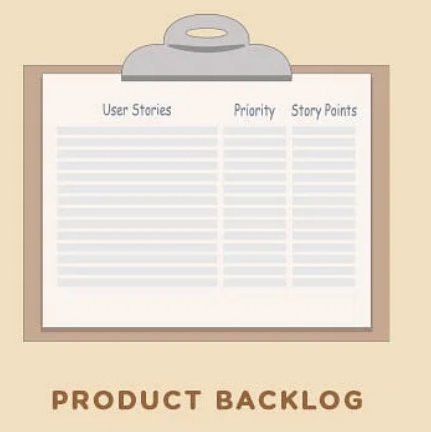 User Stories Priority Story Points
PRODUCT BACKLOG